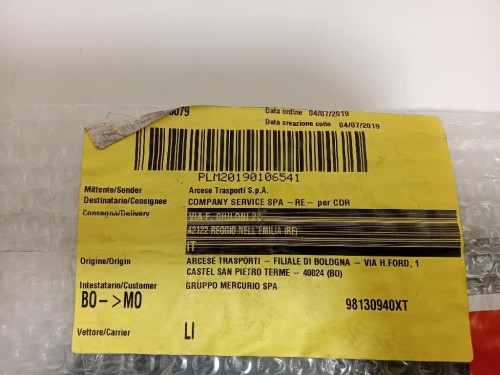 0079 Data ordine 04/07/2019
Data creazione collo 04/07/2019
PLM20190106541
Mittente/Sender Arcese Trasporti S.p.A.
Destinatario/Consignee COMPANY SERVICE SPA -RE- per CDR
Consegna/Delivery VIA F.
42122 REGGIO NELL'EMILIA (RE)
IT
Origine/Origin ARCESE TRASPORTI - FILIALE DI BOLOGNA - VIA H.FORD, 1
CASTEL SAN PIETRO TERME - 40024 (BO)
Intestatario/Customer GRUPPO MERCURIO SPA
BO->MO 98130940XT
Vettore/Carrier LI